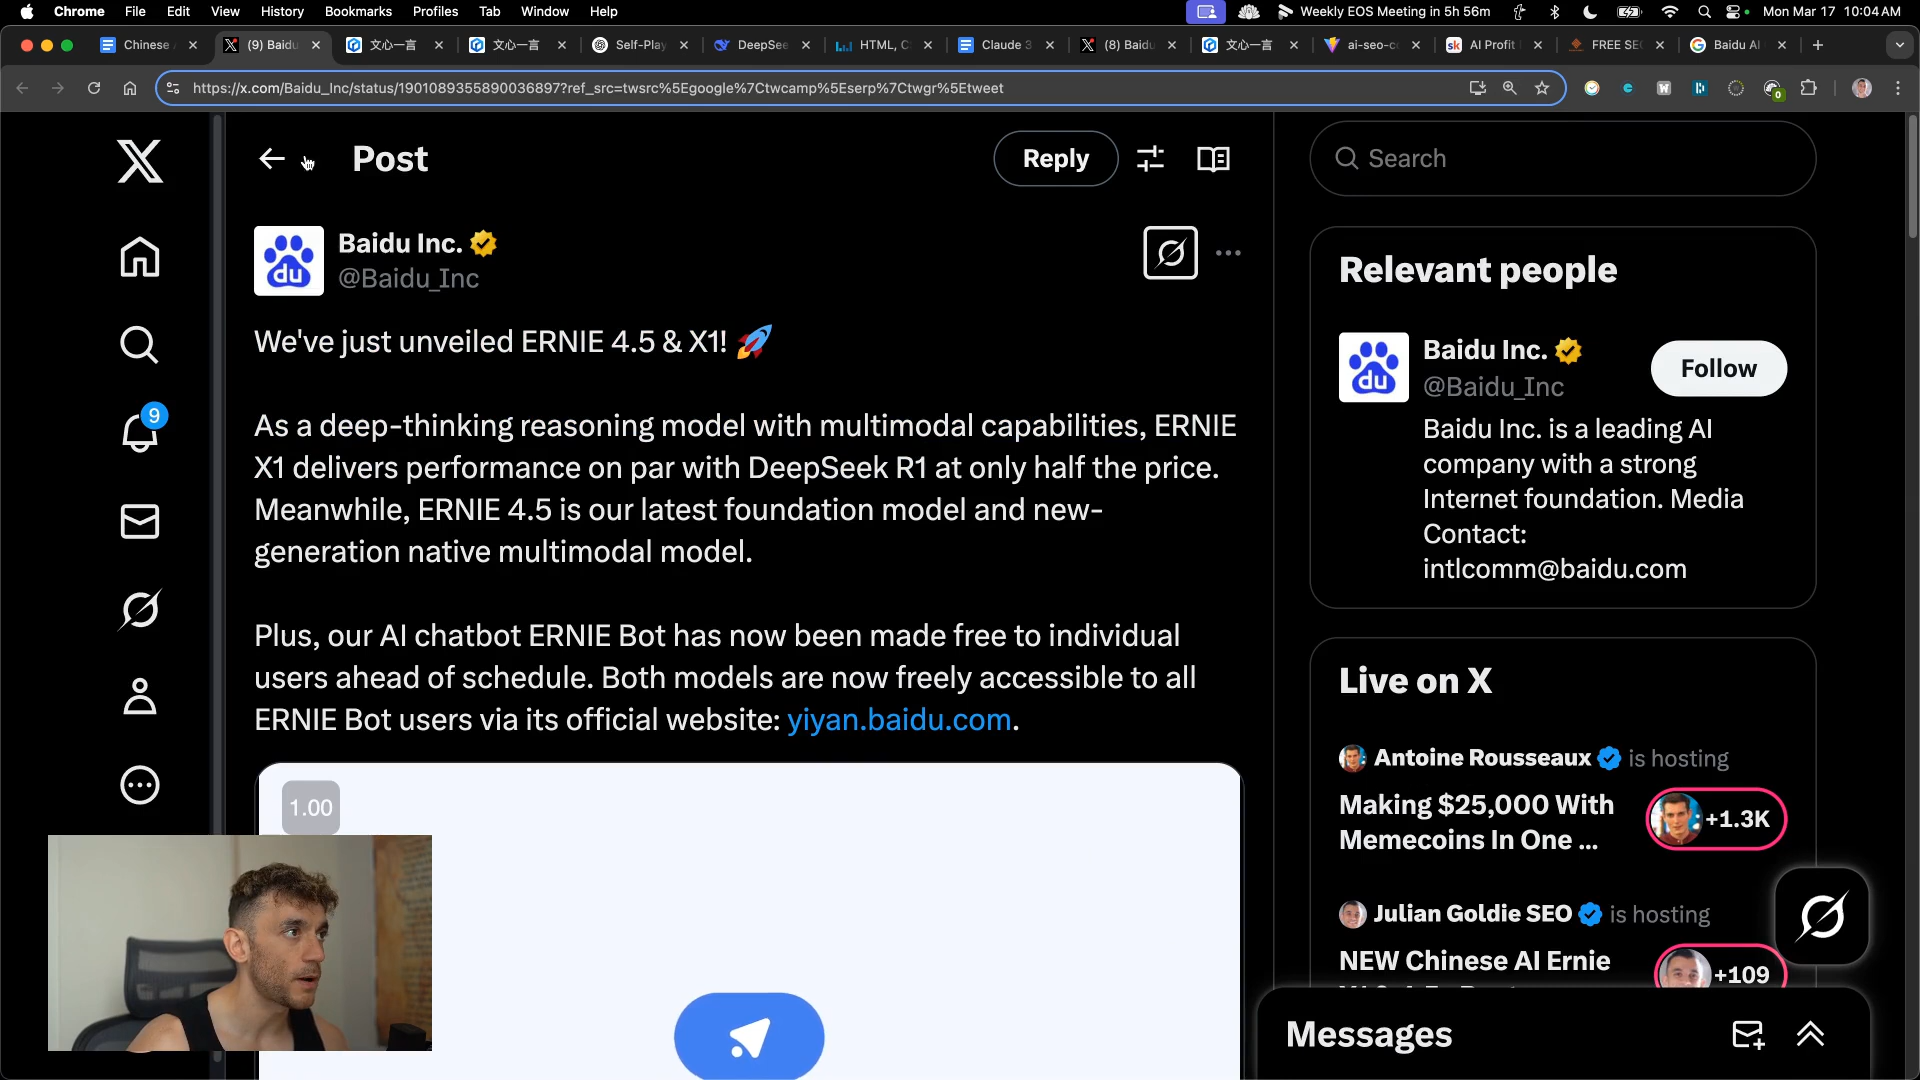 Chrome File Edit View History Bookmarks Profiles Tab Window Help
Weekly EOS Meeting in 5h 56m
Mon Mar 17 10:04 AM
Chinese
(9) Baidu
文心一言
文心一言
Self-Play
DeepSee
HTML, C
Claude 3
(8) Baidu
文心一言
ai-seo-co
AI Profit
FREE SEO
Baidu AI
https://x.com/Baidu_Inc/status/1901089355890036897?ref_src=twsrc%5Egoogle%7Ctwcamp%5Eserp%7Ctwgr%5Etweet
0
Post
Reply
Baidu Inc.
@Baidu_Inc
We've just unveiled ERNIE 4.5 & X1! 🚀
As a deep-thinking reasoning model with multimodal capabilities, ERNIE
X1 delivers performance on par with DeepSeek R1 at only half the price.
Meanwhile, ERNIE 4.5 is our latest foundation model and new-
generation native multimodal model.
Plus, our AI chatbot ERNIE Bot has now been made free to individual
users ahead of schedule. Both models are now freely accessible to all
ERNIE Bot users via its official website: yiyan.baidu.com.
1.00
9
du
Search
Relevant people
du
Baidu Inc.
@Baidu_Inc
Follow
Baidu Inc. is a leading AI
company with a strong
Internet foundation. Media
Contact:
intlcomm@baidu.com
Live on X
Antoine Rousseaux is hosting
Making $25,000 With
Memecoins In One ...
+1.3K
Julian Goldie SEO is hosting
NEW Chinese AI Ernie
+109
Messages